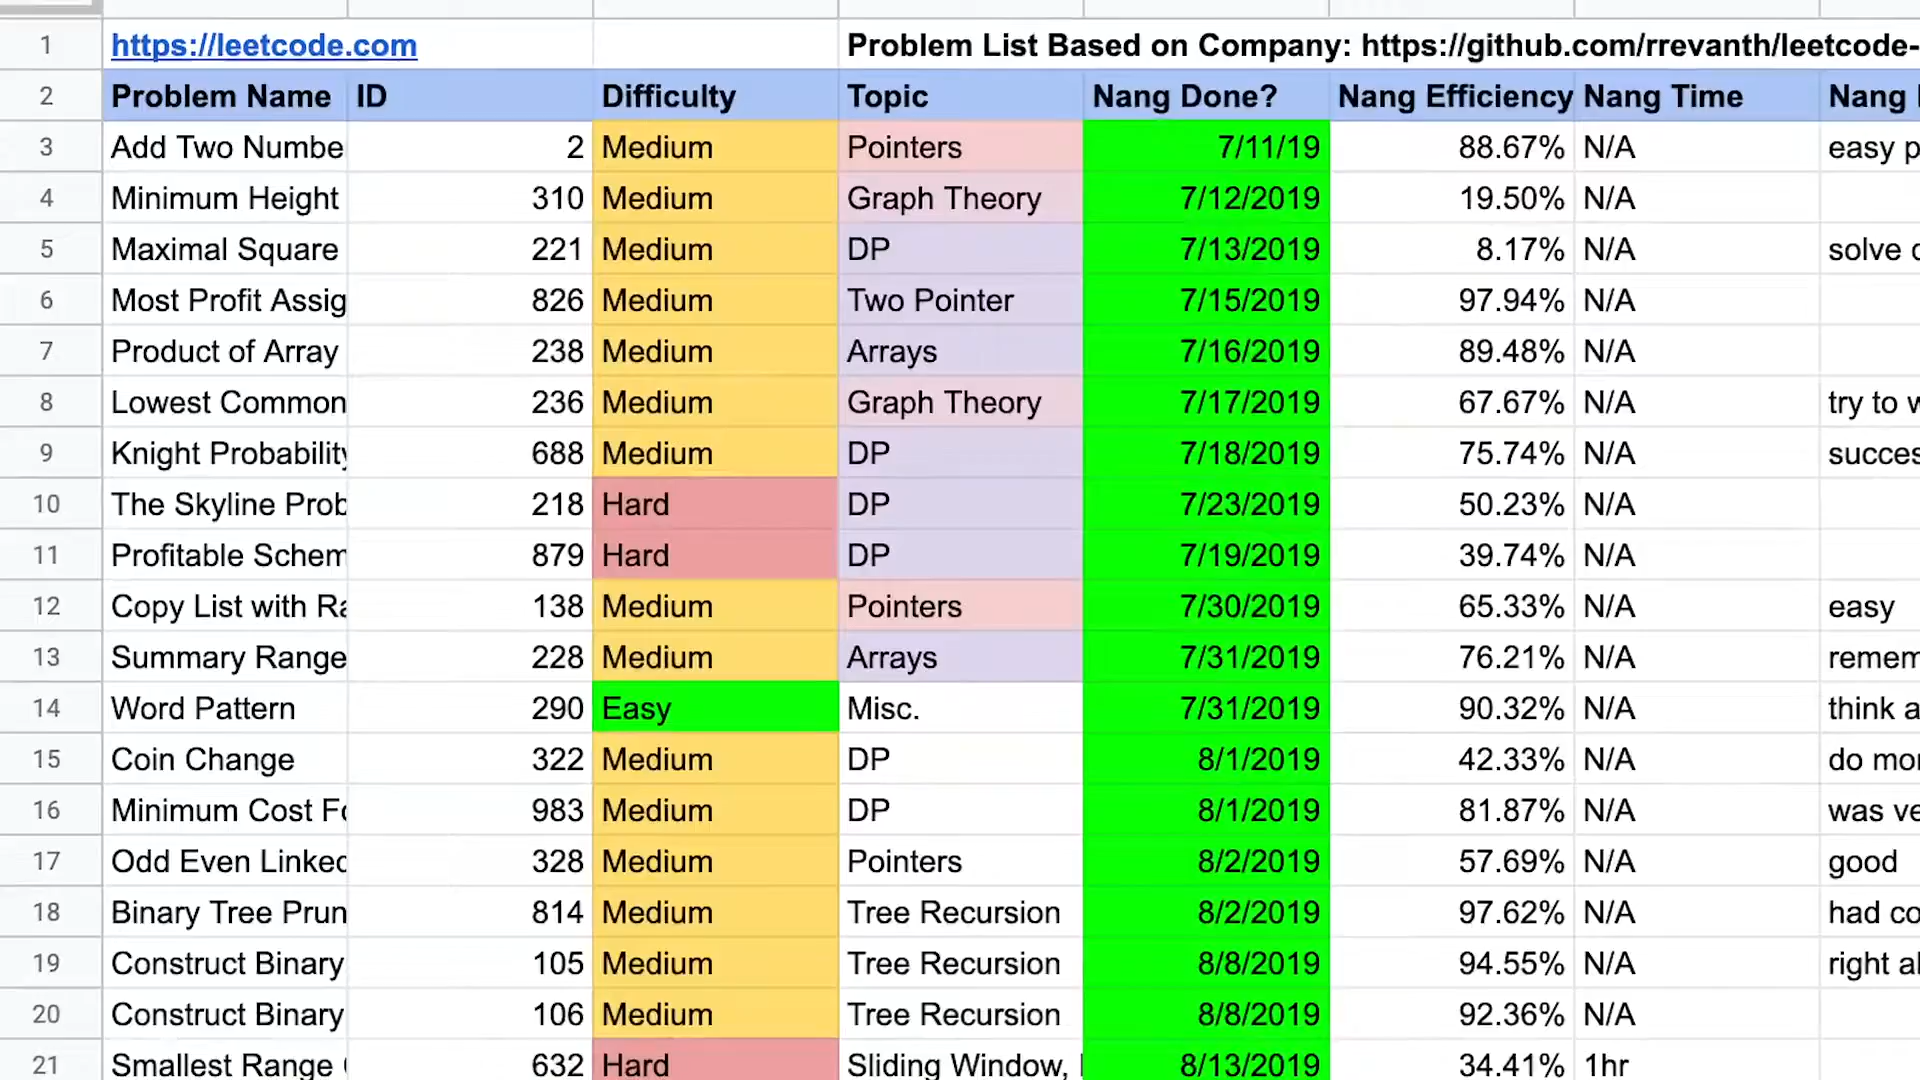 1 https://leetcode.com Problem List Based on Company: https://github.com/rrevanth/leetcode-
2 Problem Name ID Difficulty Topic Nang Done? Nang Efficiency Nang Time Nang
3 Add Two Numbe 2 Medium Pointers 7/11/19 88.67% N/A easy p
4 Minimum Height 310 Medium Graph Theory 7/12/2019 19.50% N/A
5 Maximal Square 221 Medium DP 7/13/2019 8.17% N/A solve
6 Most Profit Assig 826 Medium Two Pointer 7/15/2019 97.94% N/A
7 Product of Array 238 Medium Arrays 7/16/2019 89.48% N/A
8 Lowest Common 236 Medium Graph Theory 7/17/2019 67.67% N/A try to
9 Knight Probability 688 Medium DP 7/18/2019 75.74% N/A succes
10 The Skyline Prob 218 Hard DP 7/23/2019 50.23% N/A
11 Profitable Schem 879 Hard DP 7/19/2019 39.74% N/A
12 Copy List with Ra 138 Medium Pointers 7/30/2019 65.33% N/A easy
13 Summary Range 228 Medium Arrays 7/31/2019 76.21% N/A remem
14 Word Pattern 290 Easy Misc. 7/31/2019 90.32% N/A think a
15 Coin Change 322 Medium DP 8/1/2019 42.33% N/A do mor
16 Minimum Cost Fo 983 Medium DP 8/1/2019 81.87% N/A was ve
17 Odd Even Linked 328 Medium Pointers 8/2/2019 57.69% N/A good
18 Binary Tree Prun 814 Medium Tree Recursion 8/2/2019 97.62% N/A had co
19 Construct Binary 105 Medium Tree Recursion 8/8/2019 94.55% N/A right al
20 Construct Binary 106 Medium Tree Recursion 8/8/2019 92.36% N/A
21 Smallest Range 632 Hard Sliding Window, 8/13/2019 34.41% 1hr